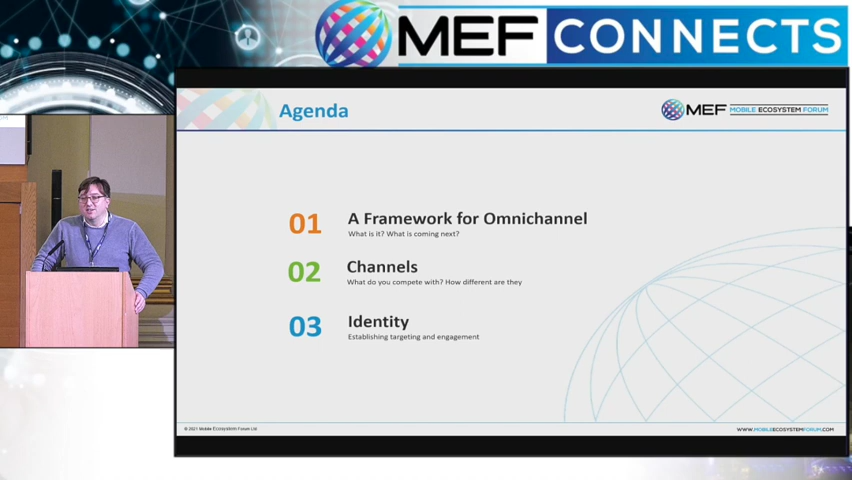 MEF CONNECTS
Agenda
MEF MOBILE ECOSYSTEM FORUM
01
A Framework for Omnichannel
What is it? What is coming next?
02
Channels
What do you compete with? How different are they
03
Identity
Establishing targeting and engagement
© 2021 Mobile Ecosystem Forum Ltd
WWW.MOBILEECOSYSTEMFORUM.COM